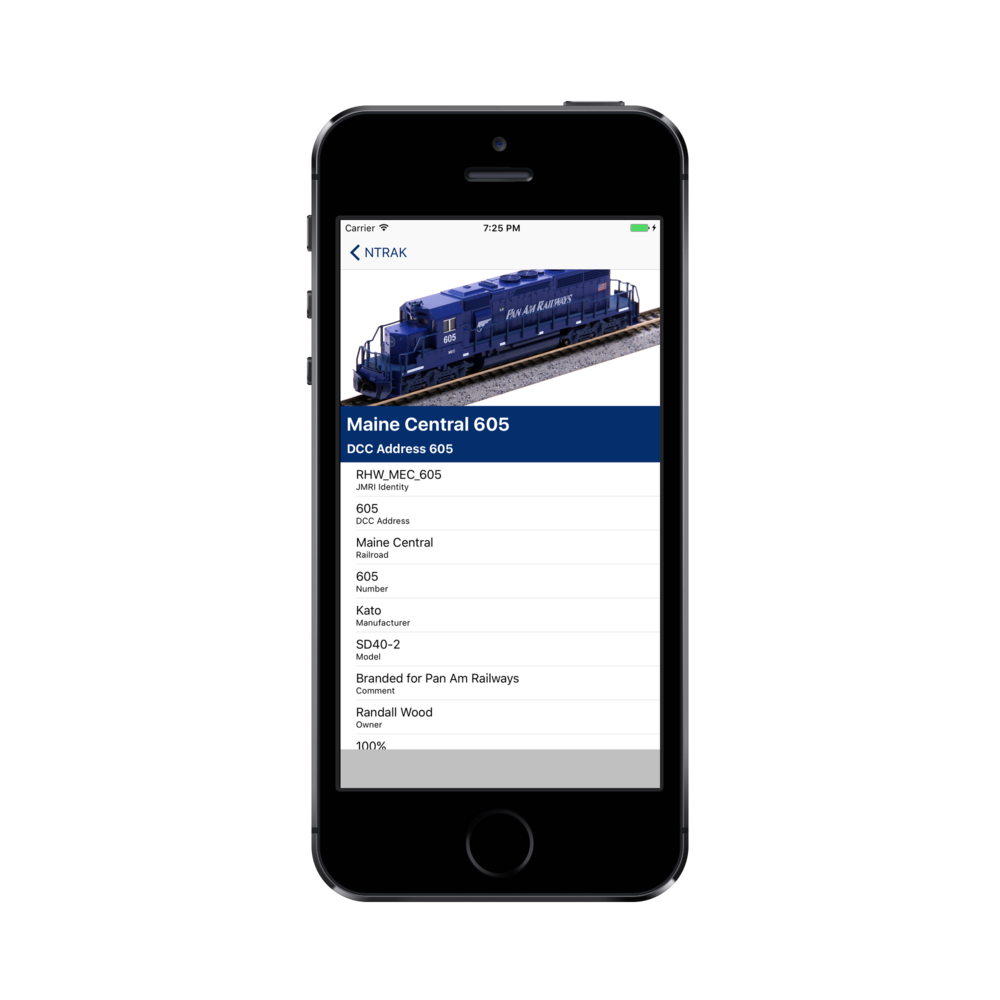 Carrier 7:25 PM
NTRAK
PAN AM RAILWAYS
605
Maine Central 605
DCC Address 605
RHW_MEC_605
JMRI Identity
605
DCC Address
Maine Central
Railroad
605
Number
Kato
Manufacturer
SD40-2
Model
Branded for Pan Am Railways
Comment
Randall Wood
Owner
100%